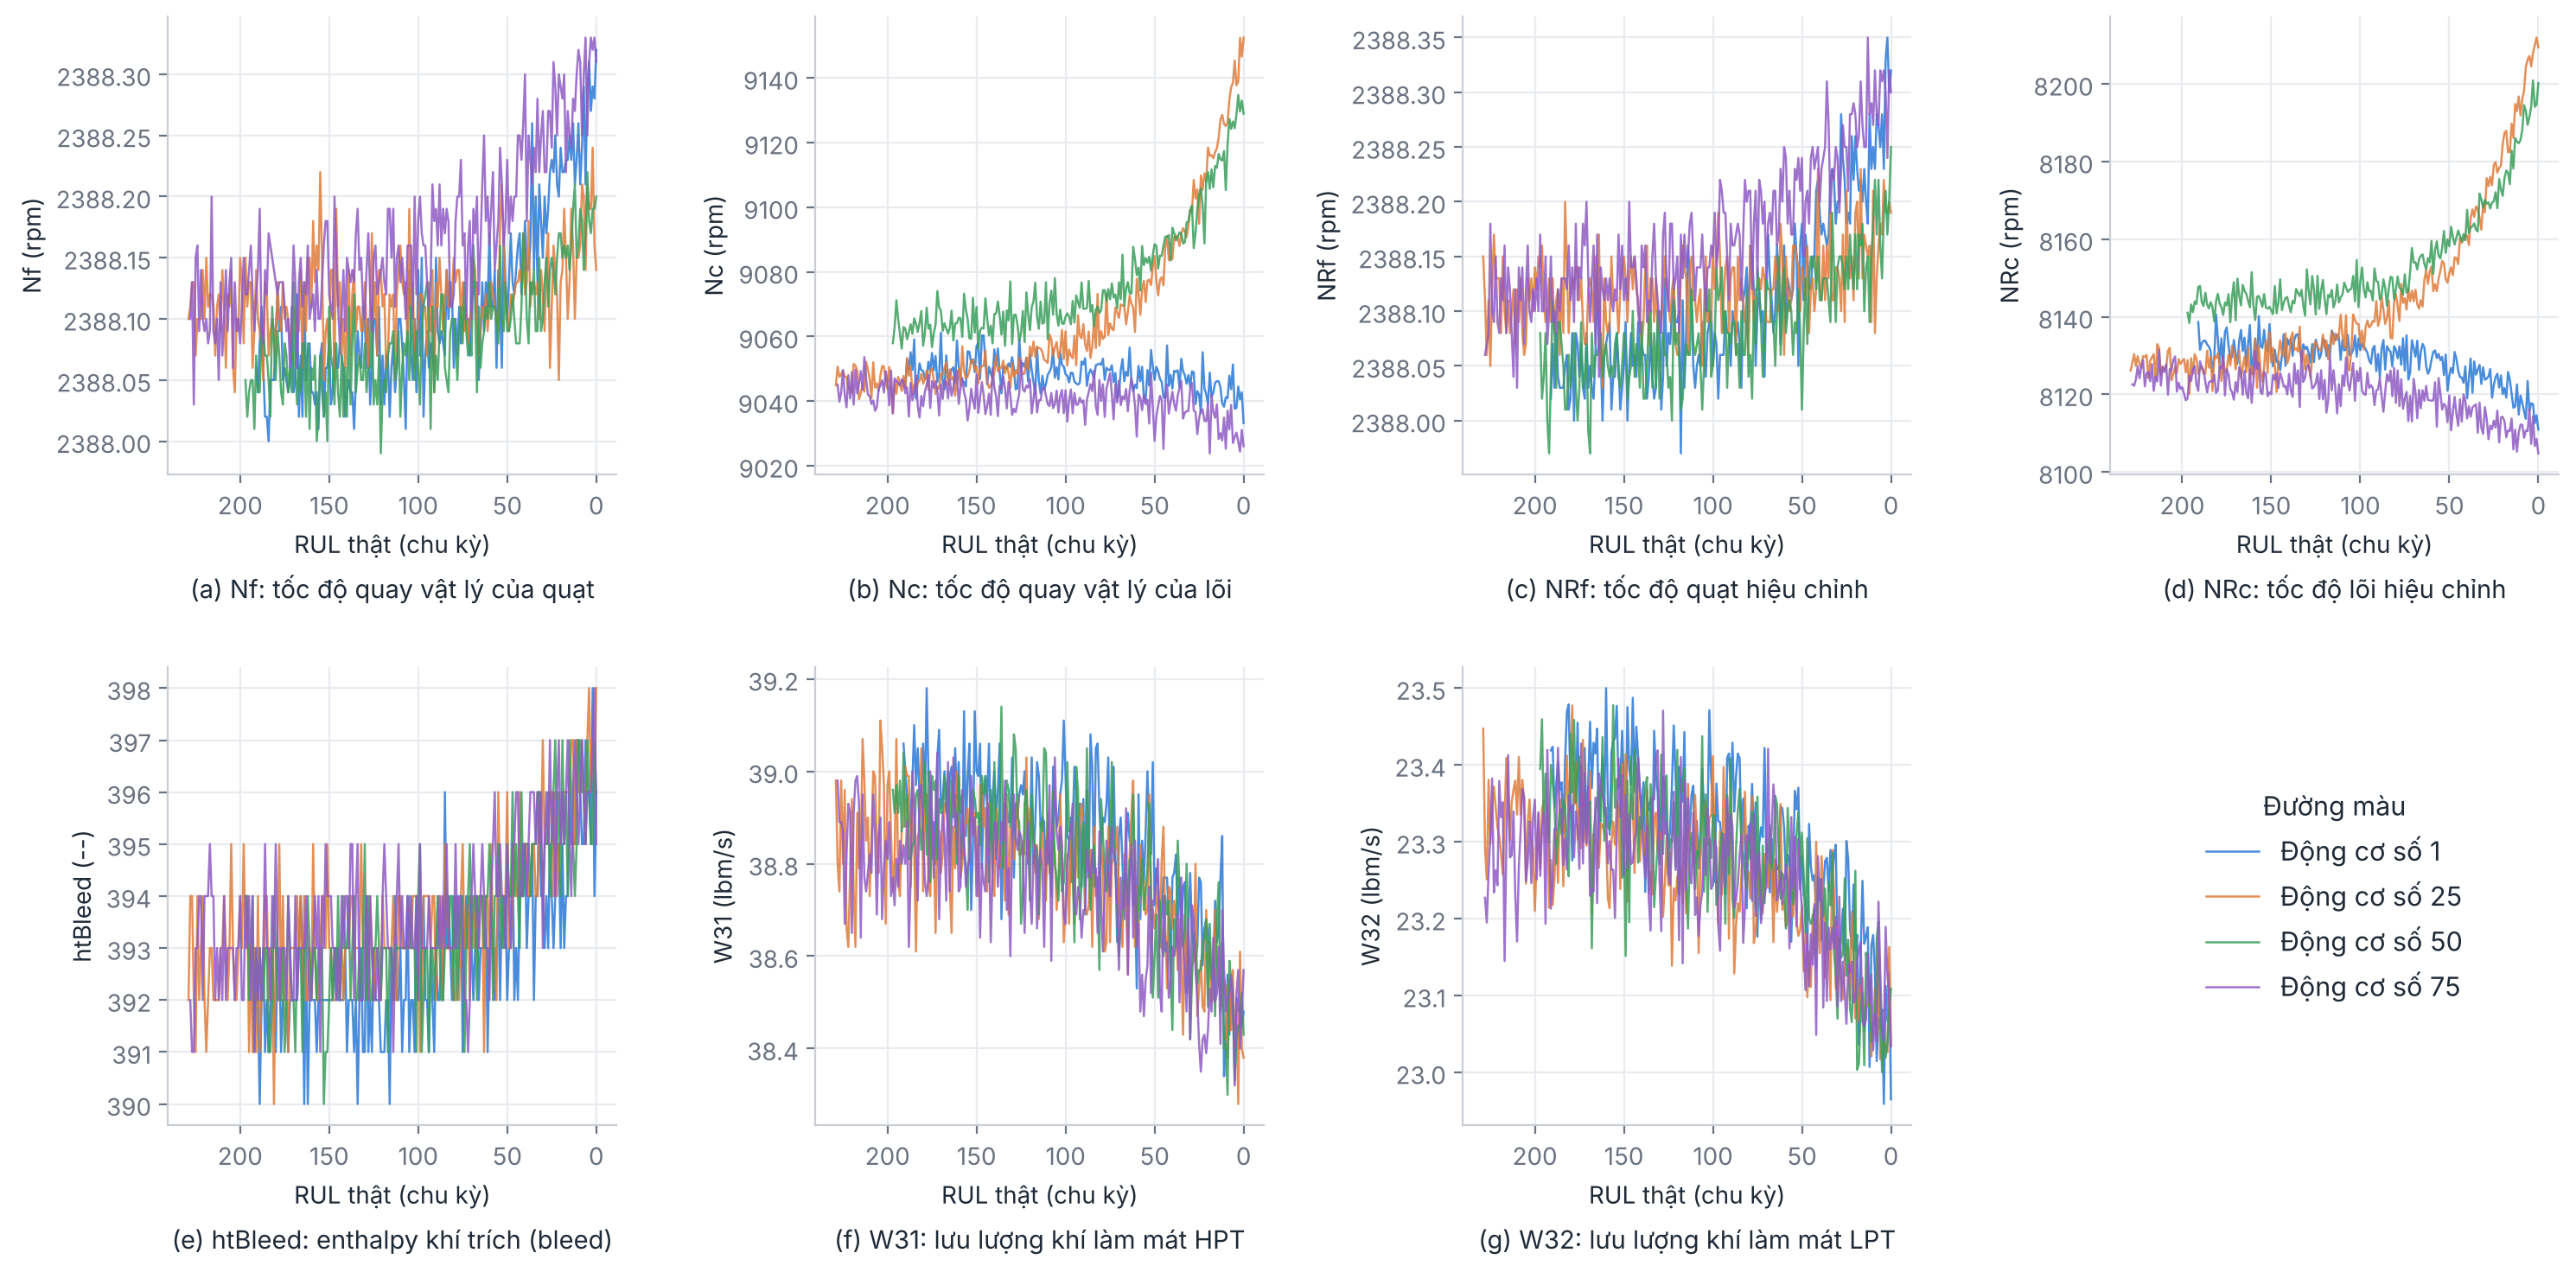 Nf (rpm)
2388.30
2388.25
2388.20
2388.15
2388.10
2388.05
2388.00
200 150 100 50 0
RUL thật (chu kỳ)
(a) Nf: tốc độ quay vật lý của quạt
Nc (rpm)
9140
9120
9100
9080
9060
9040
9020
200 150 100 50 0
RUL thật (chu kỳ)
(b) Nc: tốc độ quay vật lý của lõi
NRf (rpm)
2388.35
2388.30
2388.25
2388.20
2388.15
2388.10
2388.05
2388.00
200 150 100 50 0
RUL thật (chu kỳ)
(c) NRf: tốc độ quạt hiệu chỉnh
NRc (rpm)
8200
8180
8160
8140
8120
8100
200 150 100 50 0
RUL thật (chu kỳ)
(d) NRc: tốc độ lõi hiệu chỉnh
htBleed (--)
398
397
396
395
394
393
392
391
390
200 150 100 50 0
RUL thật (chu kỳ)
(e) htBleed: enthalpy khí trích (bleed)
W31 (lbm/s)
39.2
39.0
38.8
38.6
38.4
200 150 100 50 0
RUL thật (chu kỳ)
(f) W31: lưu lượng khí làm mát HPT
W32 (lbm/s)
23.5
23.4
23.3
23.2
23.1
23.0
200 150 100 50 0
RUL thật (chu kỳ)
(g) W32: lưu lượng khí làm mát LPT
Đường màu
Động cơ số 1
Động cơ số 25
Động cơ số 50
Động cơ số 75